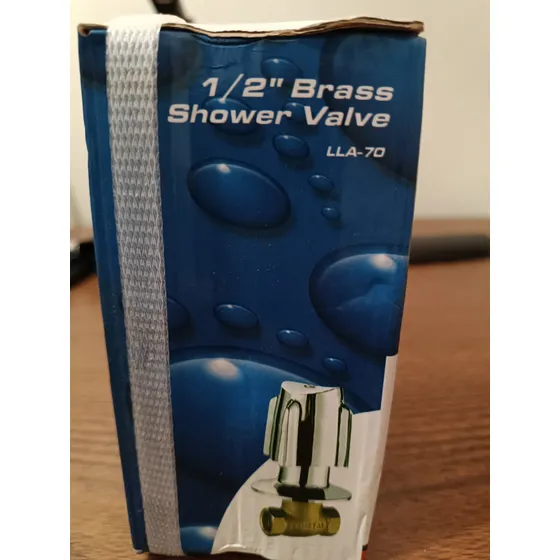 1/2" Brass
Shower Valve
LLA-70